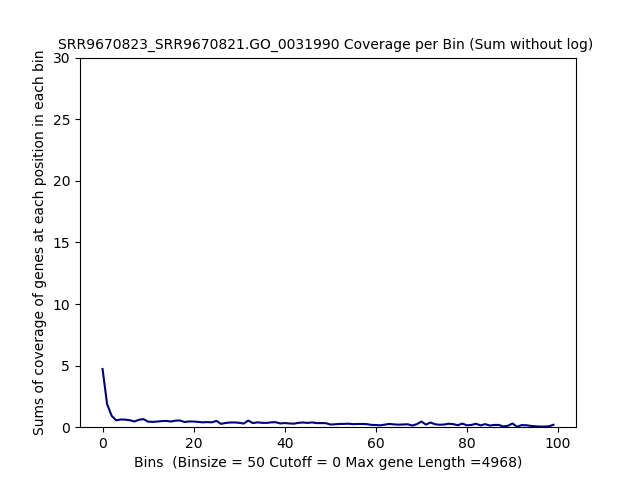 SRR9670823_SRR9670821.GO_0031990 Coverage per Bin (Sum without log)
Sums of coverage of genes at each position in each bin
30
25
20
15
10
5
0
0 20 40 60 80 100
Bins  (Binsize = 50 Cutoff = 0 Max gene Length =4968)